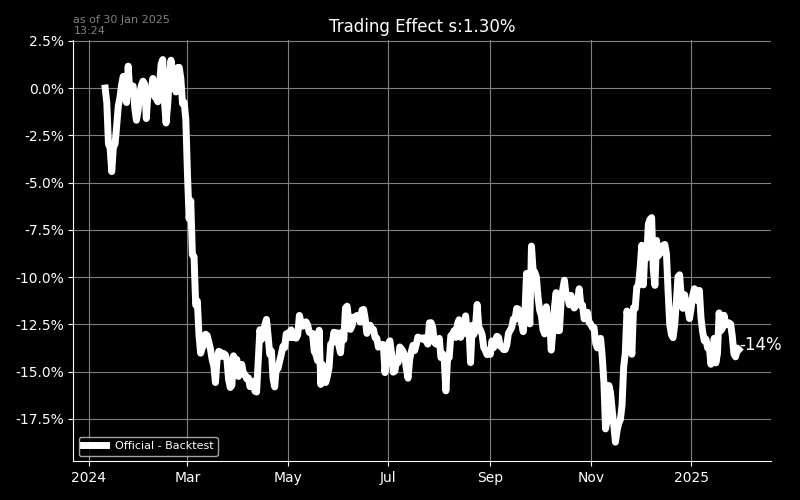 as of 30 Jan 2025
13:24
Trading Effect s:1.30%
2.5%
0.0%
-2.5%
-5.0%
-7.5%
-10.0%
-12.5%
-15.0%
-17.5%
-14%
Official - Backtest
2024
Mar
May
Jul
Sep
Nov
2025